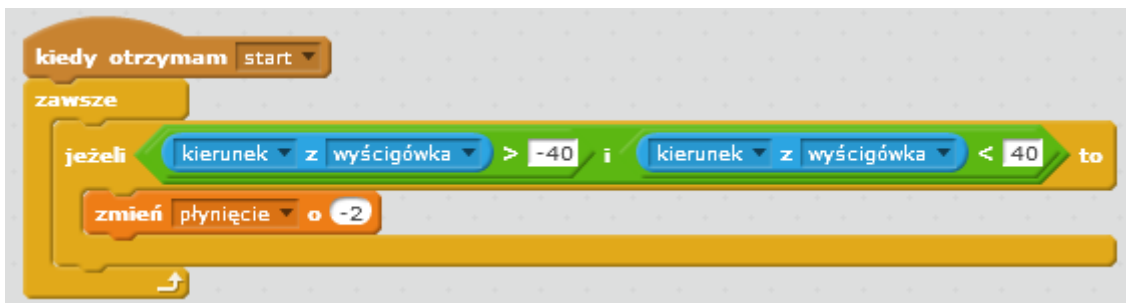 kiedy otrzymam start
zawsze
jeżeli kierunek z wyścigówka > -40 i kierunek z wyścigówka < 40 to
zmień płynięcie o -2